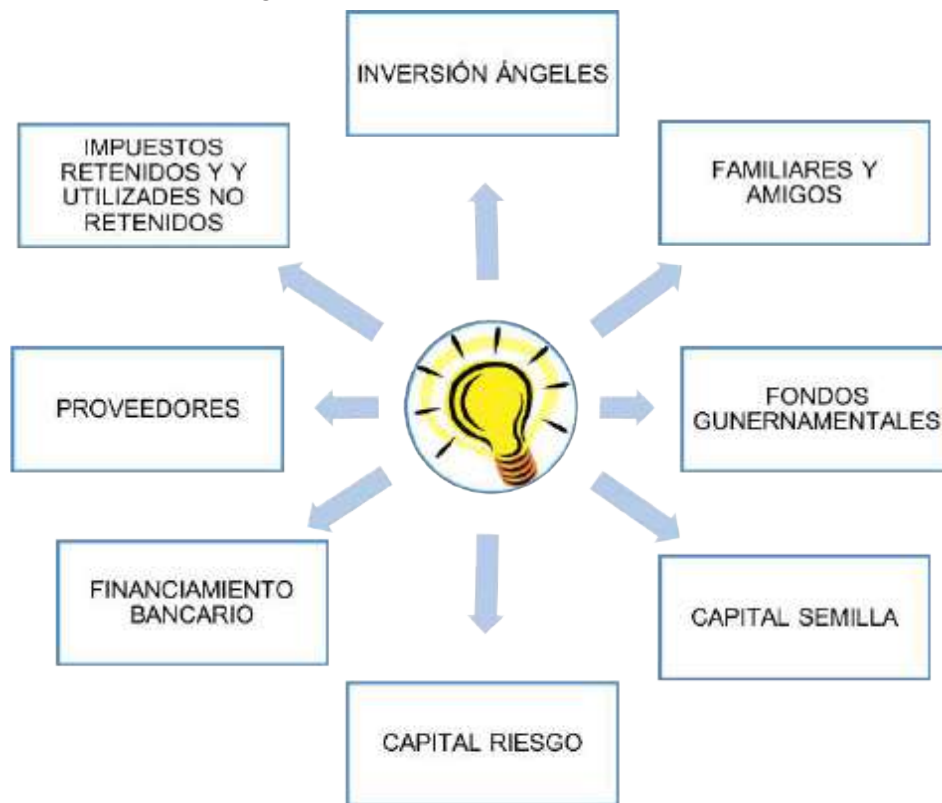 INVERSIÓN ÁNGELES
IMPUESTOS
RETENIDOS Y Y
UTILIZADES NO
RETENIDOS
FAMILIARES Y
AMIGOS
PROVEEDORES
FONDOS
GUNERNAMENTALES
FINANCIAMIENTO
BANCARIO
CAPITAL SEMILLA
CAPITAL RIESGO